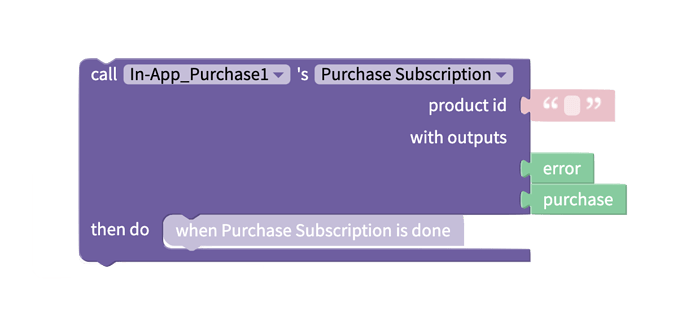 call In-App_Purchase1 's Purchase Subscription
product id “ ”
with outputs
error
purchase
then do when Purchase Subscription is done